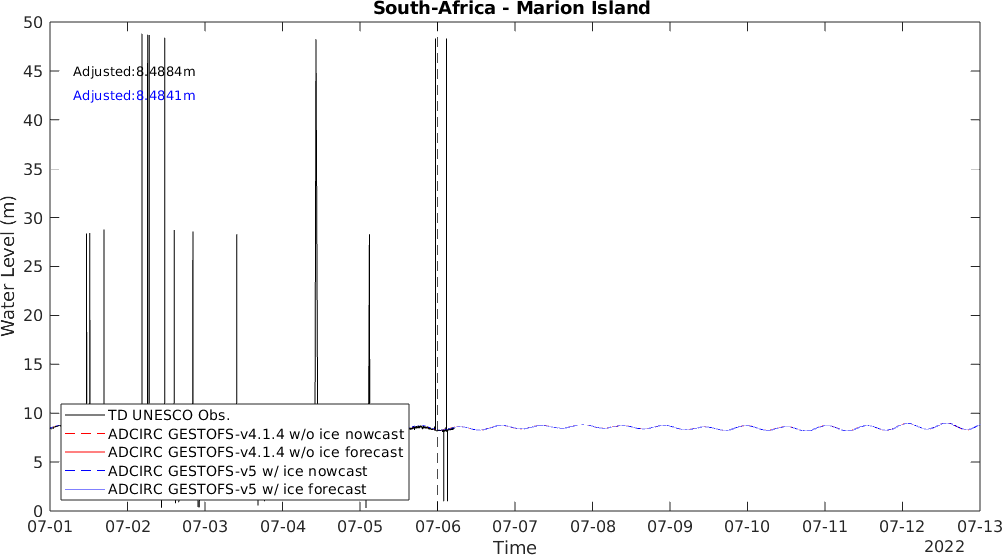 South-Africa - Marion Island
50
45
40
35
30
25
20
15
10
5
0
Water Level (m)
Adjusted:8.4884m
Adjusted:8.4841m
TD UNESCO Obs.
ADCIRC GESTOFS-v4.1.4 w/o ice nowcast
ADCIRC GESTOFS-v4.1.4 w/o ice forecast
ADCIRC GESTOFS-v5 w/ ice nowcast
ADCIRC GESTOFS-v5 w/ ice forecast
07-01 07-02 07-03 07-04 07-05 07-06 07-07 07-08 07-09 07-10 07-11 07-12 07-13
Time
2022